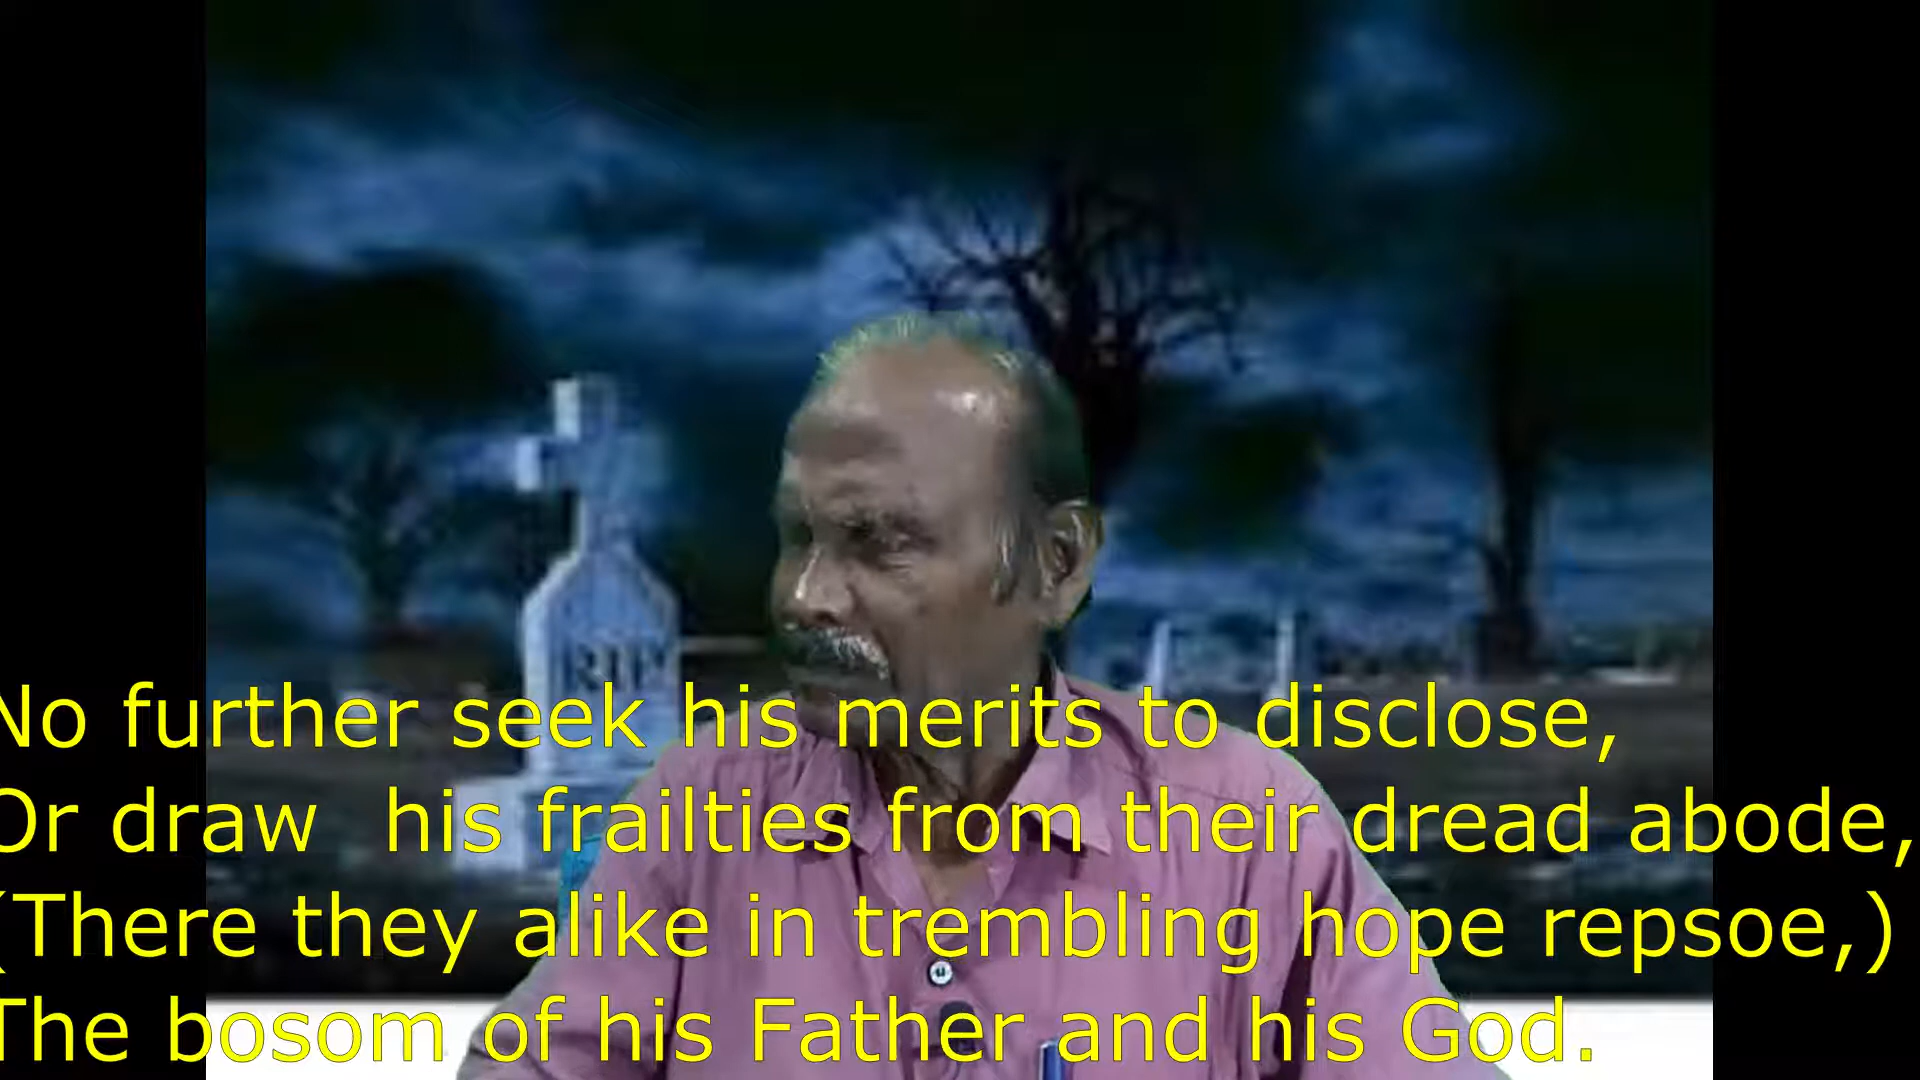 RIP
No further seek his merits to disclose,
Or draw  his frailties from their dread abode,
(There they alike in trembling hope repsoe,)
The bosom of his Father and his God.